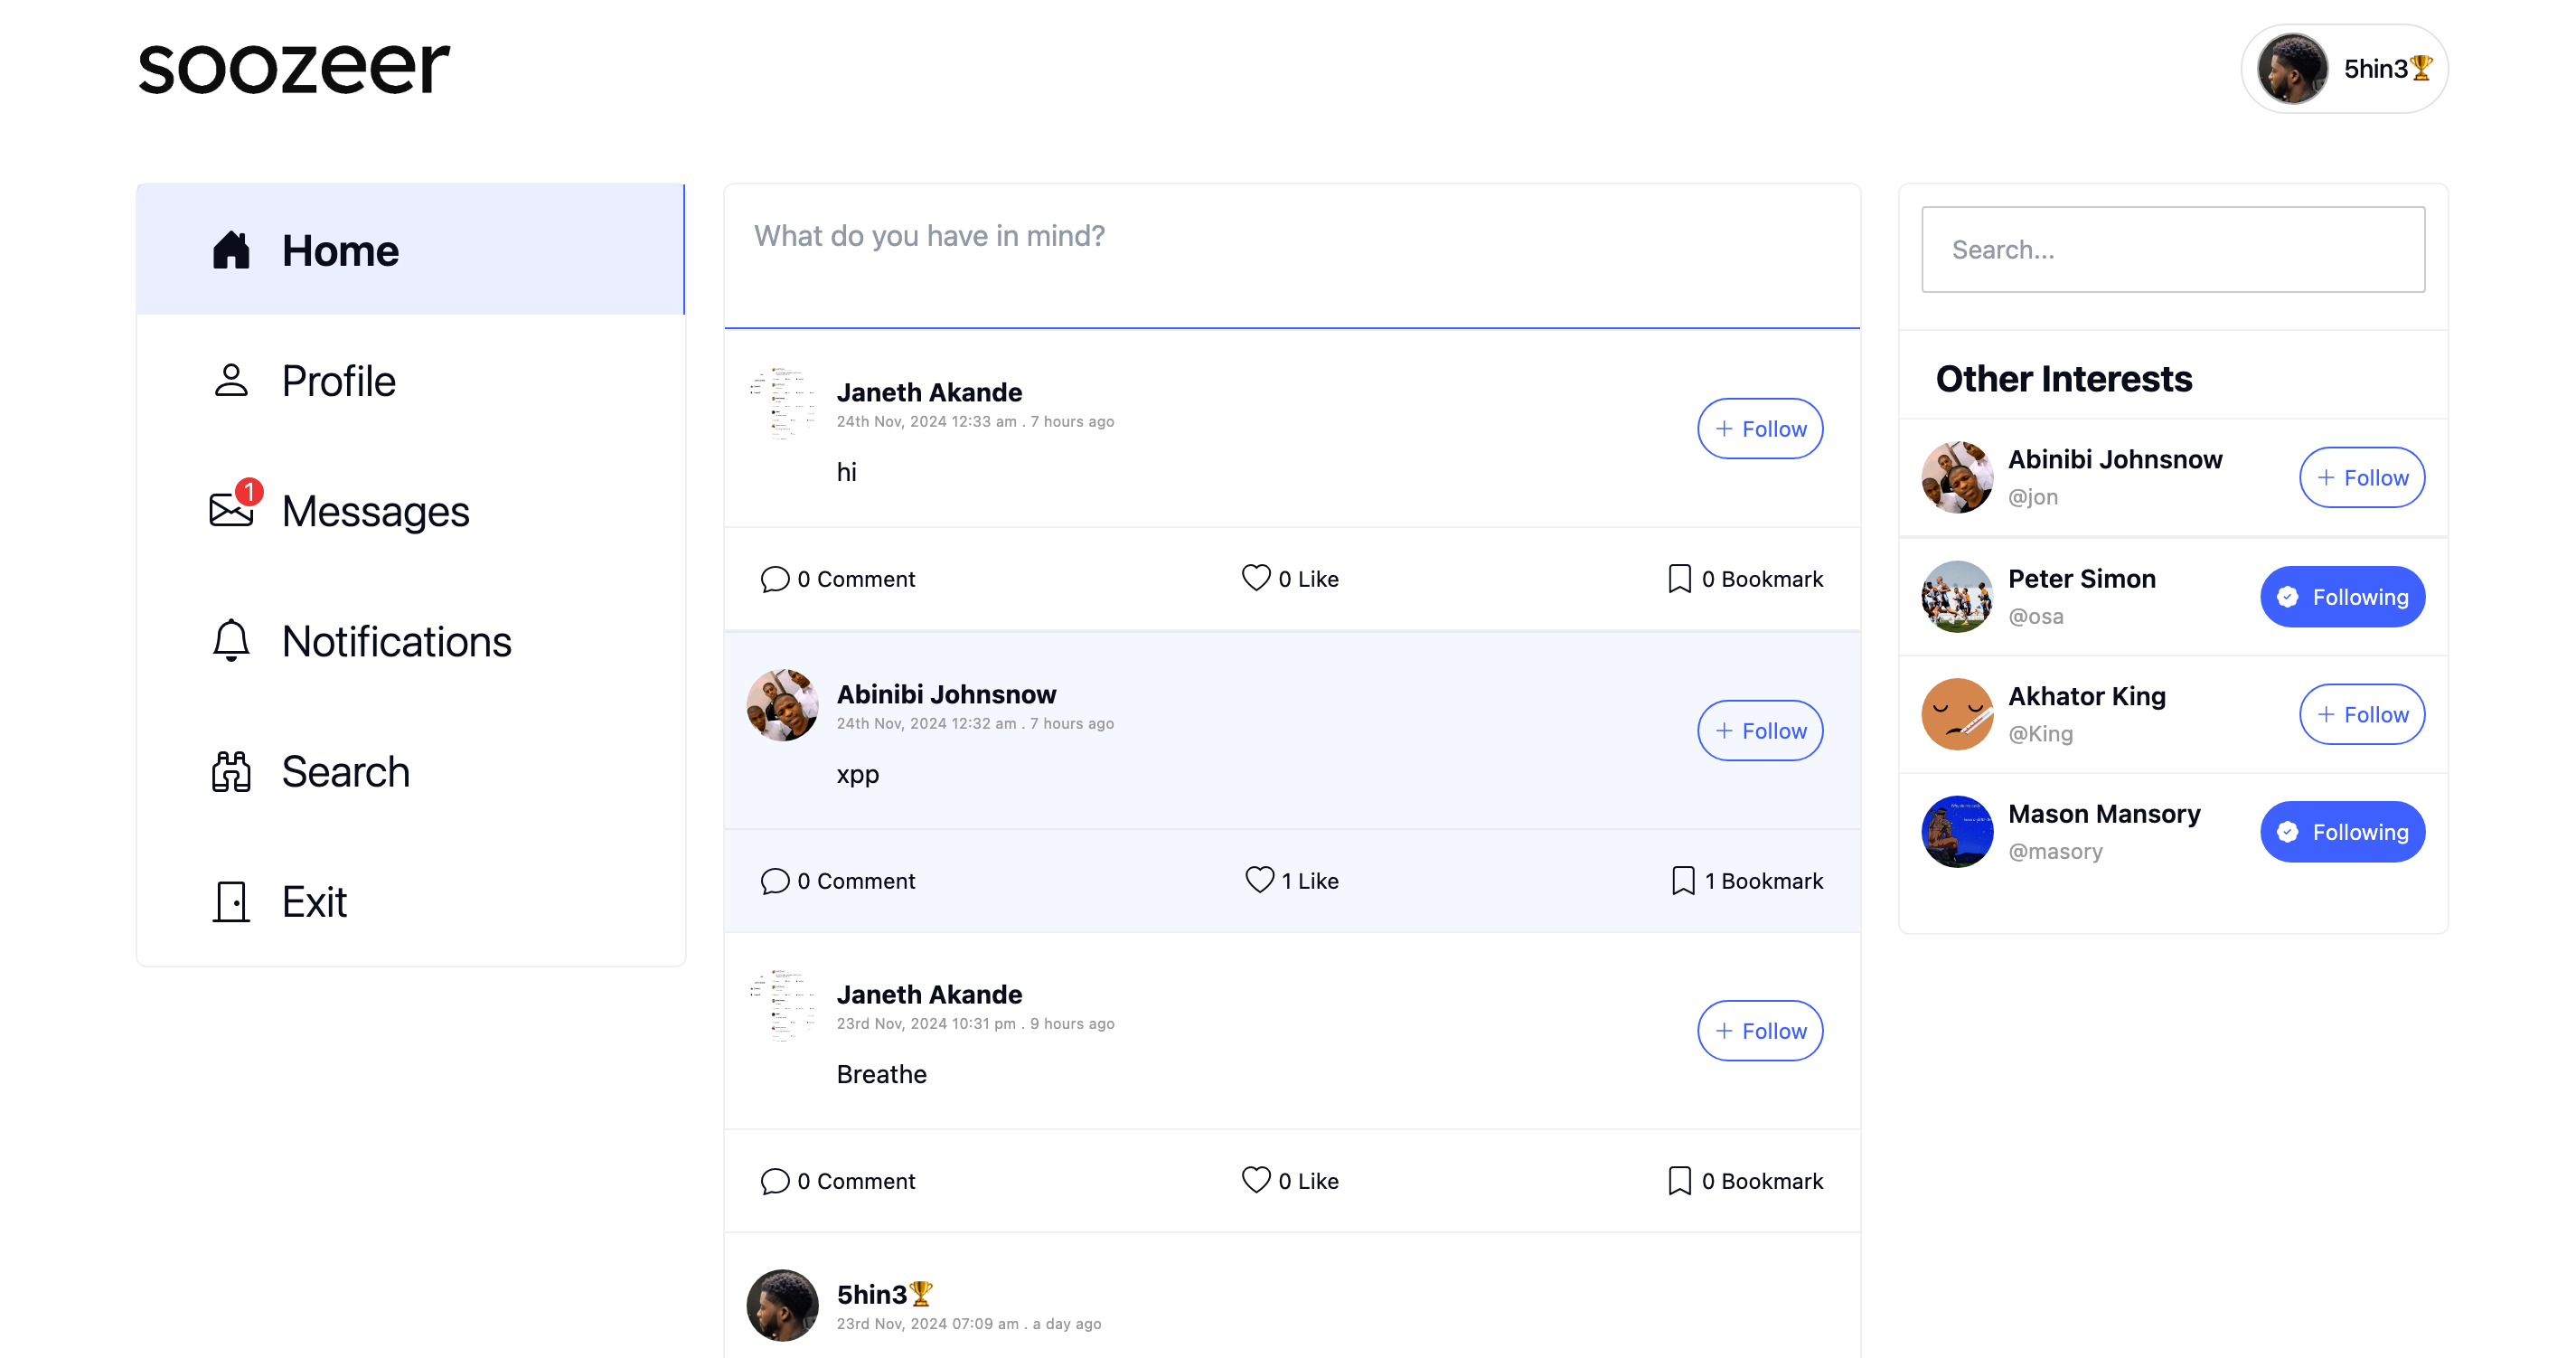 soozeer
5hin3🏆
Home
Profile
1
Messages
Notifications
Search
Exit
What do you have in mind?
Janeth Akande
24th Nov, 2024 12:33 am . 7 hours ago
hi
+ Follow
0 Comment
0 Like
0 Bookmark
Abinibi Johnsnow
24th Nov, 2024 12:32 am . 7 hours ago
xpp
+ Follow
0 Comment
1 Like
1 Bookmark
Janeth Akande
23rd Nov, 2024 10:31 pm . 9 hours ago
Breathe
+ Follow
0 Comment
0 Like
0 Bookmark
5hin3🏆
23rd Nov, 2024 07:09 am . a day ago
Search...
Other Interests
Abinibi Johnsnow
@jon
+ Follow
Peter Simon
@osa
Following
Akhator King
@King
+ Follow
Mason Mansory
@masory
Following